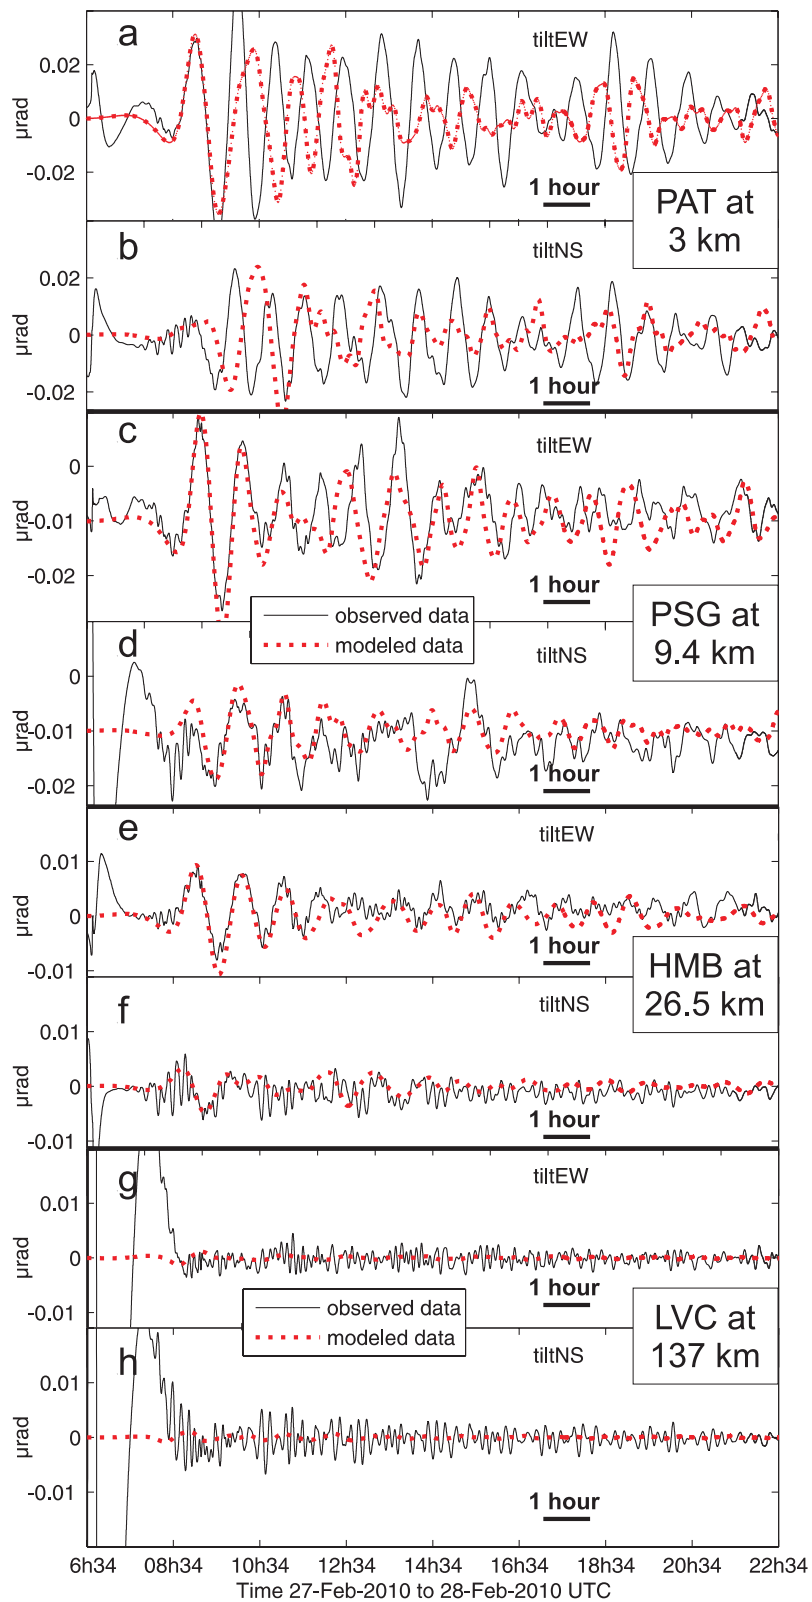 a
tiltEW
0.02
0
-0.02
µrad
1 hour
PAT at
3 km
b
tiltNS
0.02
0
-0.02
µrad
1 hour
c
tiltEW
0
-0.01
-0.02
µrad
1 hour
observed data
modeled data
PSG at
9.4 km
d
tiltNS
0
-0.01
-0.02
µrad
1 hour
e
tiltEW
0.01
0
-0.01
µrad
1 hour
HMB at
26.5 km
f
tiltNS
0.01
0
-0.01
µrad
1 hour
g
tiltEW
0.01
0
-0.01
µrad
1 hour
observed data
modeled data
LVC at
137 km
h
tiltNS
0.01
0
-0.01
µrad
1 hour
6h34 08h34 10h34 12h34 14h34 16h34 18h34 20h34 22h34
Time 27-Feb-2010 to 28-Feb-2010 UTC